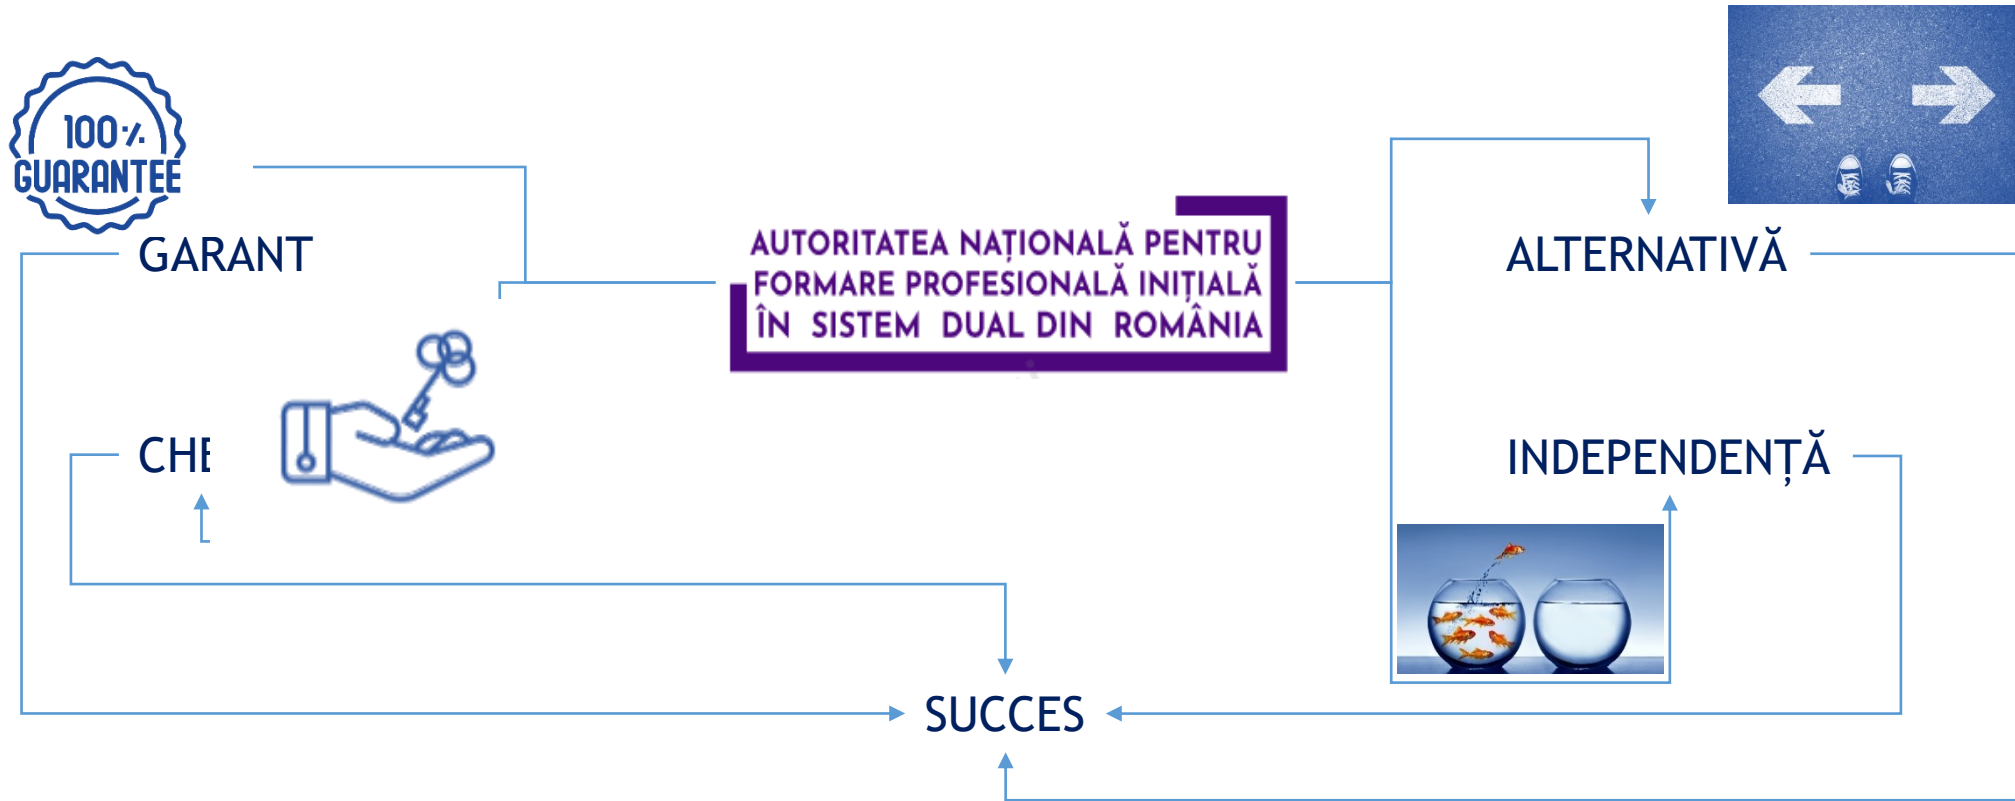 100%
GUARANTEE
GARANT
AUTORITATEA NAȚIONALĂ PENTRU
FORMARE PROFESIONALĂ INIȚIALĂ
ÎN SISTEM DUAL DIN ROMÂNIA
ALTERNATIVĂ
INDEPENDENȚĂ
SUCCES